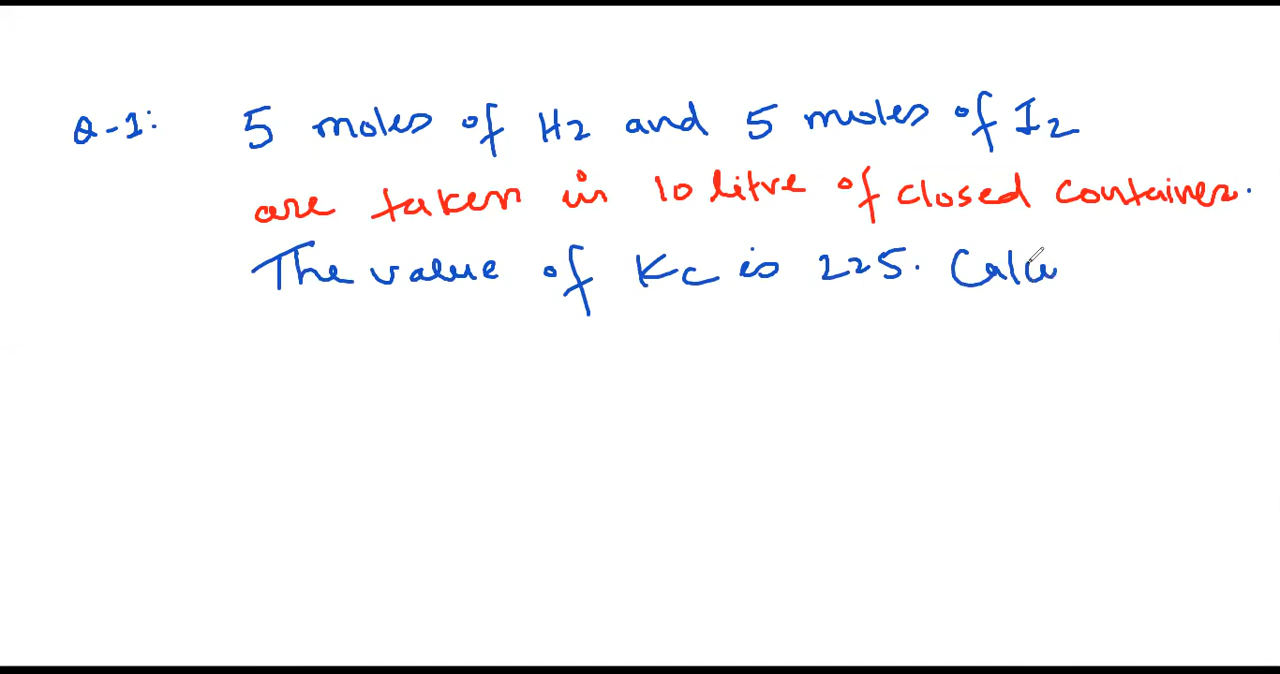 Q-1: 5 moles of H2 and 5 moles of I2
are taken in 10 litre of closed container.
The value of Kc is 225. Calcu